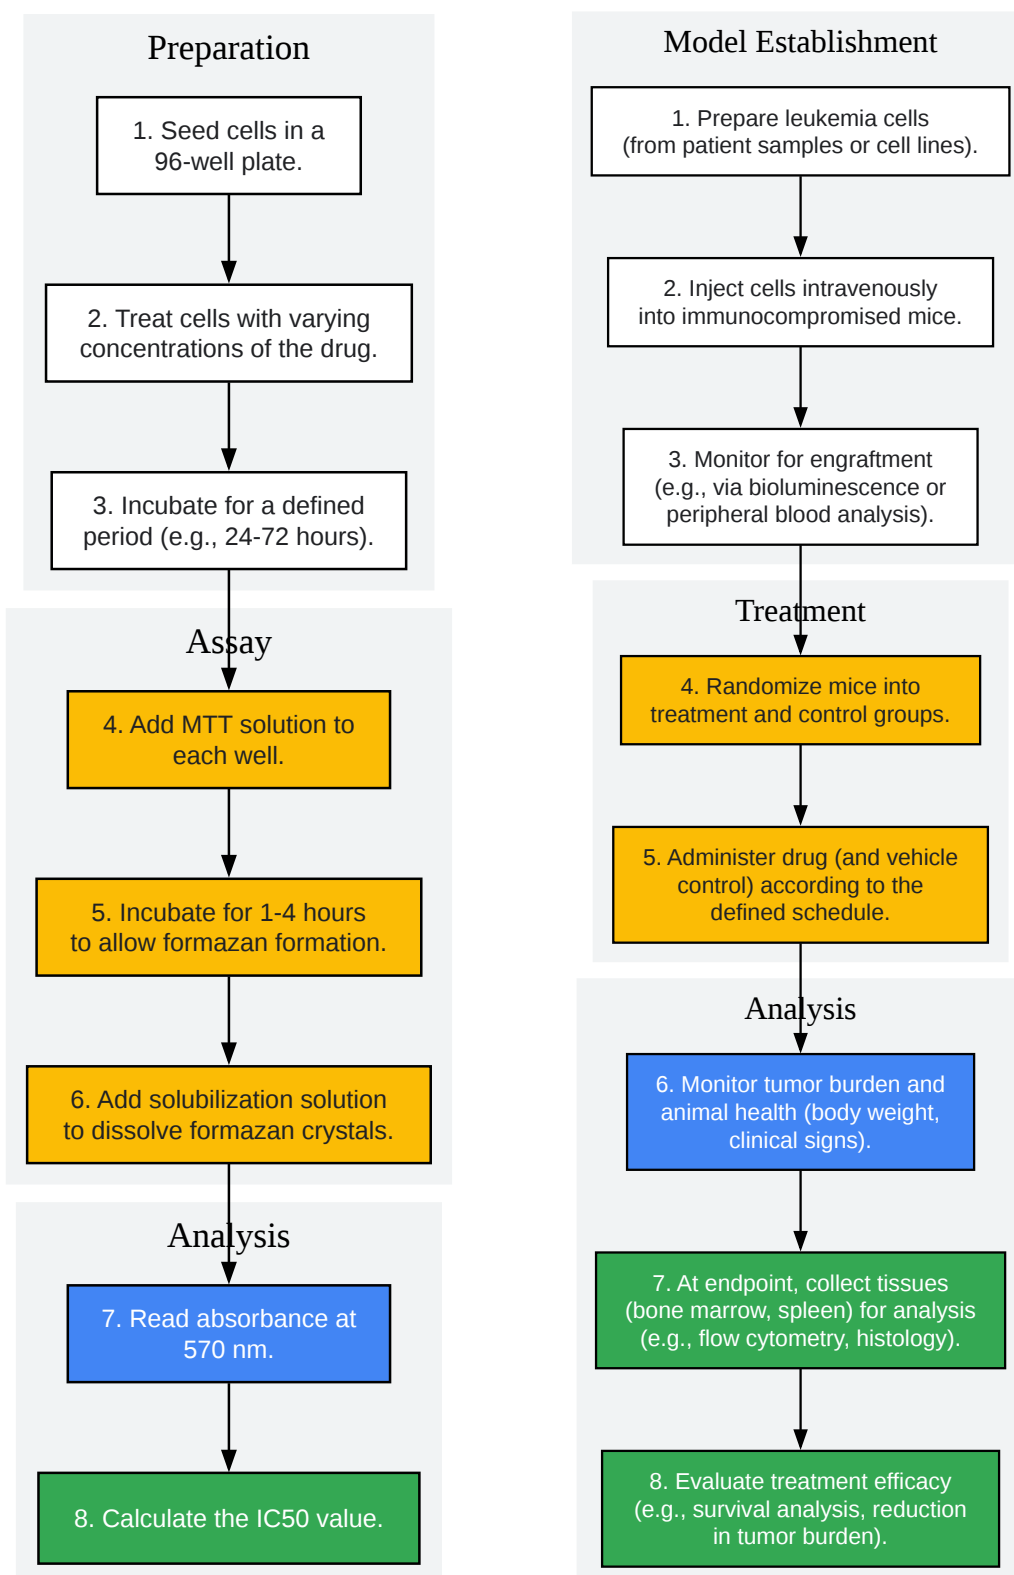 Preparation
1. Seed cells in a
96-well plate.
2. Treat cells with varying
concentrations of the drug.
3. Incubate for a defined
period (e.g., 24-72 hours).
Assay
4. Add MTT solution to
each well.
5. Incubate for 1-4 hours
to allow formazan formation.
6. Add solubilization solution
to dissolve formazan crystals.
Analysis
7. Read absorbance at
570 nm.
8. Calculate the IC50 value.
Model Establishment
1. Prepare leukemia cells
(from patient samples or cell lines).
2. Inject cells intravenously
into immunocompromised mice.
3. Monitor for engraftment
(e.g., via bioluminescence or
peripheral blood analysis).
Treatment
4. Randomize mice into
treatment and control groups.
5. Administer drug (and vehicle
control) according to the
defined schedule.
Analysis
6. Monitor tumor burden and
animal health (body weight,
clinical signs).
7. At endpoint, collect tissues
(bone marrow, spleen) for analysis
(e.g., flow cytometry, histology).
8. Evaluate treatment efficacy
(e.g., survival analysis, reduction
in tumor burden).